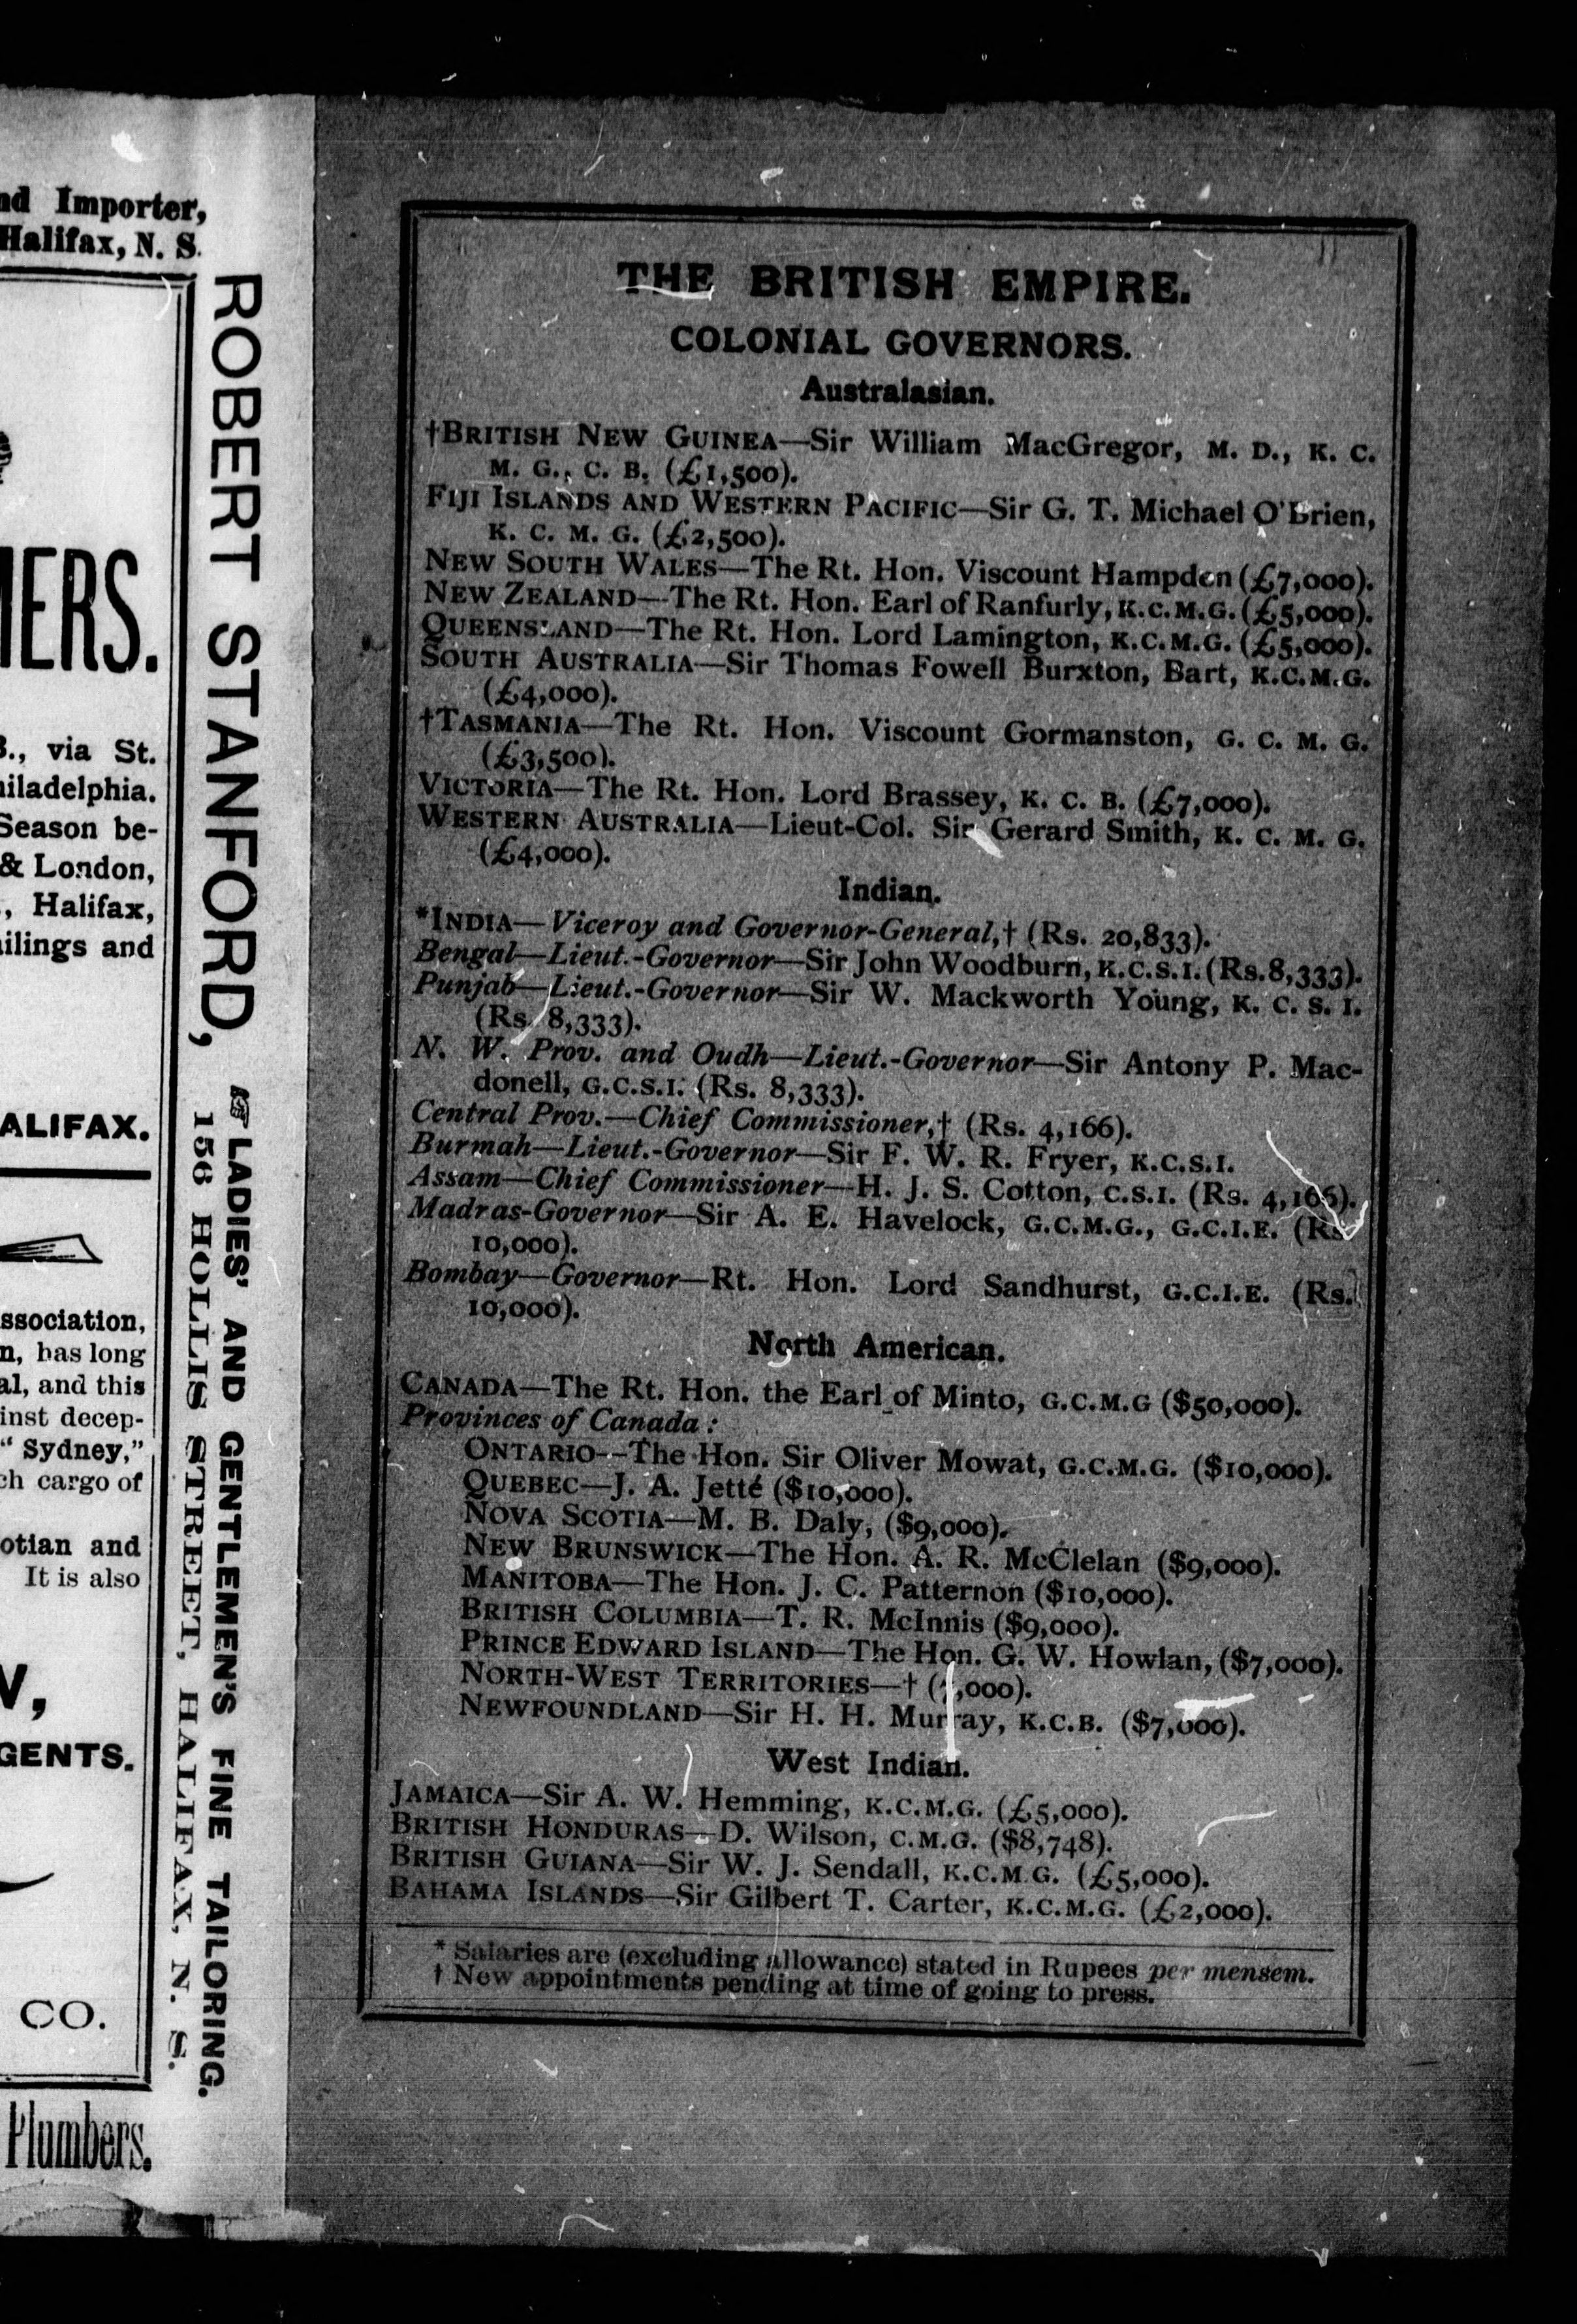 nd Importer,
Halifax, N. S.
MERS.
B., via St.
hiladelphia.
Season be-
& London,
, Halifax,
ilings and
ALIFAX.
ssociation,
n, has long
al, and this
inst decep-
“ Sydney,”
ch cargo of
otian and
It is also
GENTS.
CO.
Plumbers.
ROBERT STANFORD,
☞ LADIES’ AND GENTLEMEN’S FINE TAILORING.
156 HOLLIS STREET, HALIFAX, N. S.
THE BRITISH EMPIRE.
COLONIAL GOVERNORS.
Australasian.
†BRITISH NEW GUINEA—Sir William MacGregor, M. D., K. C.
M. G., C. B. (£1,500).
FIJI ISLANDS AND WESTERN PACIFIC—Sir G. T. Michael O’Brien,
K. C. M. G. (£2,500).
NEW SOUTH WALES—The Rt. Hon. Viscount Hampden (£7,000).
NEW ZEALAND—The Rt. Hon. Earl of Ranfurly, K.C.M.G. (£5,000).
QUEENSLAND—The Rt. Hon. Lord Lamington, K.C.M.G. (£5,000).
SOUTH AUSTRALIA—Sir Thomas Fowell Burxton, Bart, K.C.M.G.
(£4,000).
†TASMANIA—The Rt. Hon. Viscount Gormanston, G. C. M. G.
(£3,500).
VICTORIA—The Rt. Hon. Lord Brassey, K. C. B. (£7,000).
WESTERN AUSTRALIA—Lieut-Col. Sir Gerard Smith, K. C. M. G.
(£4,000).
Indian.
*INDIA—Viceroy and Governor-General,† (Rs. 20,833).
Bengal—Lieut.-Governor—Sir John Woodburn, K.C.S.I. (Rs.8,333).
Punjab—Lieut.-Governor—Sir W. Mackworth Young, K. C. S. I.
(Rs. 8,333).
N. W. Prov. and Oudh—Lieut.-Governor—Sir Antony P. Mac-
donell, G.C.S.I. (Rs. 8,333).
Central Prov.—Chief Commissioner,† (Rs. 4,166).
Burmah—Lieut.-Governor—Sir F. W. R. Fryer, K.C.S.I.
Assam—Chief Commissioner—H. J. S. Cotton, C.S.I. (Rs. 4,166).
Madras-Governor—Sir A. E. Havelock, G.C.M.G., G.C.I.E. (Rs
10,000).
Bombay—Governor—Rt. Hon. Lord Sandhurst, G.C.I.E. (Rs.
10,000).
North American.
CANADA—The Rt. Hon. the Earl of Minto, G.C.M.G ($50,000).
Provinces of Canada :
ONTARIO--The Hon. Sir Oliver Mowat, G.C.M.G. ($10,000).
QUEBEC—J. A. Jetté ($10,000).
NOVA SCOTIA—M. B. Daly, ($9,000).
NEW BRUNSWICK—The Hon. A. R. McClelan ($9,000).
MANITOBA—The Hon. J. C. Patternon ($10,000).
BRITISH COLUMBIA—T. R. McInnis ($9,000).
PRINCE EDWARD ISLAND—The Hon. G. W. Howlan, ($7,000).
NORTH-WEST TERRITORIES—† ( ,000).
NEWFOUNDLAND—Sir H. H. Murray, K.C.B. ($7,000).
West Indian.
JAMAICA—Sir A. W. Hemming, K.C.M.G. (£5,000).
BRITISH HONDURAS—D. Wilson, C.M.G. ($8,748).
BRITISH GUIANA—Sir W. J. Sendall, K.C.M.G. (£5,000).
BAHAMA ISLANDS—Sir Gilbert T. Carter, K.C.M.G. (£2,000).
* Salaries are (excluding allowance) stated in Rupees per mensem.
† New appointments pending at time of going to press.